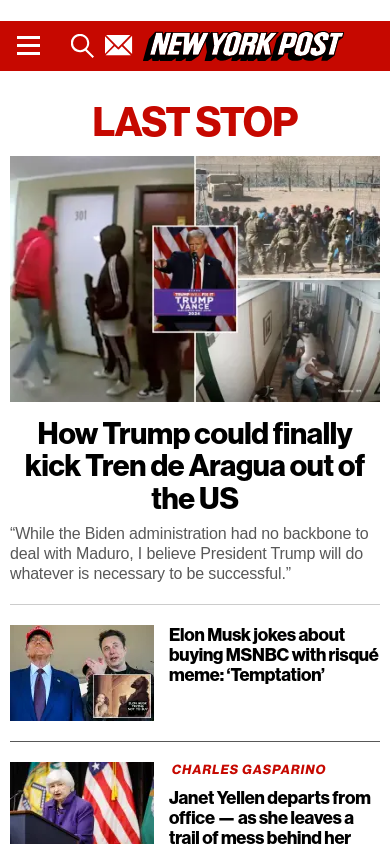 NEW YORK POST
LAST STOP
301
TRUMP
VANCE
2024
How Trump could finally
kick Tren de Aragua out of
the US
“While the Biden administration had no backbone to
deal with Maduro, I believe President Trump will do
whatever is necessary to be successful.”
Elon Musk jokes about
buying MSNBC with risqué
meme: ‘Temptation’
CHARLES GASPARINO
Janet Yellen departs from
office — as she leaves a
trail of mess behind her